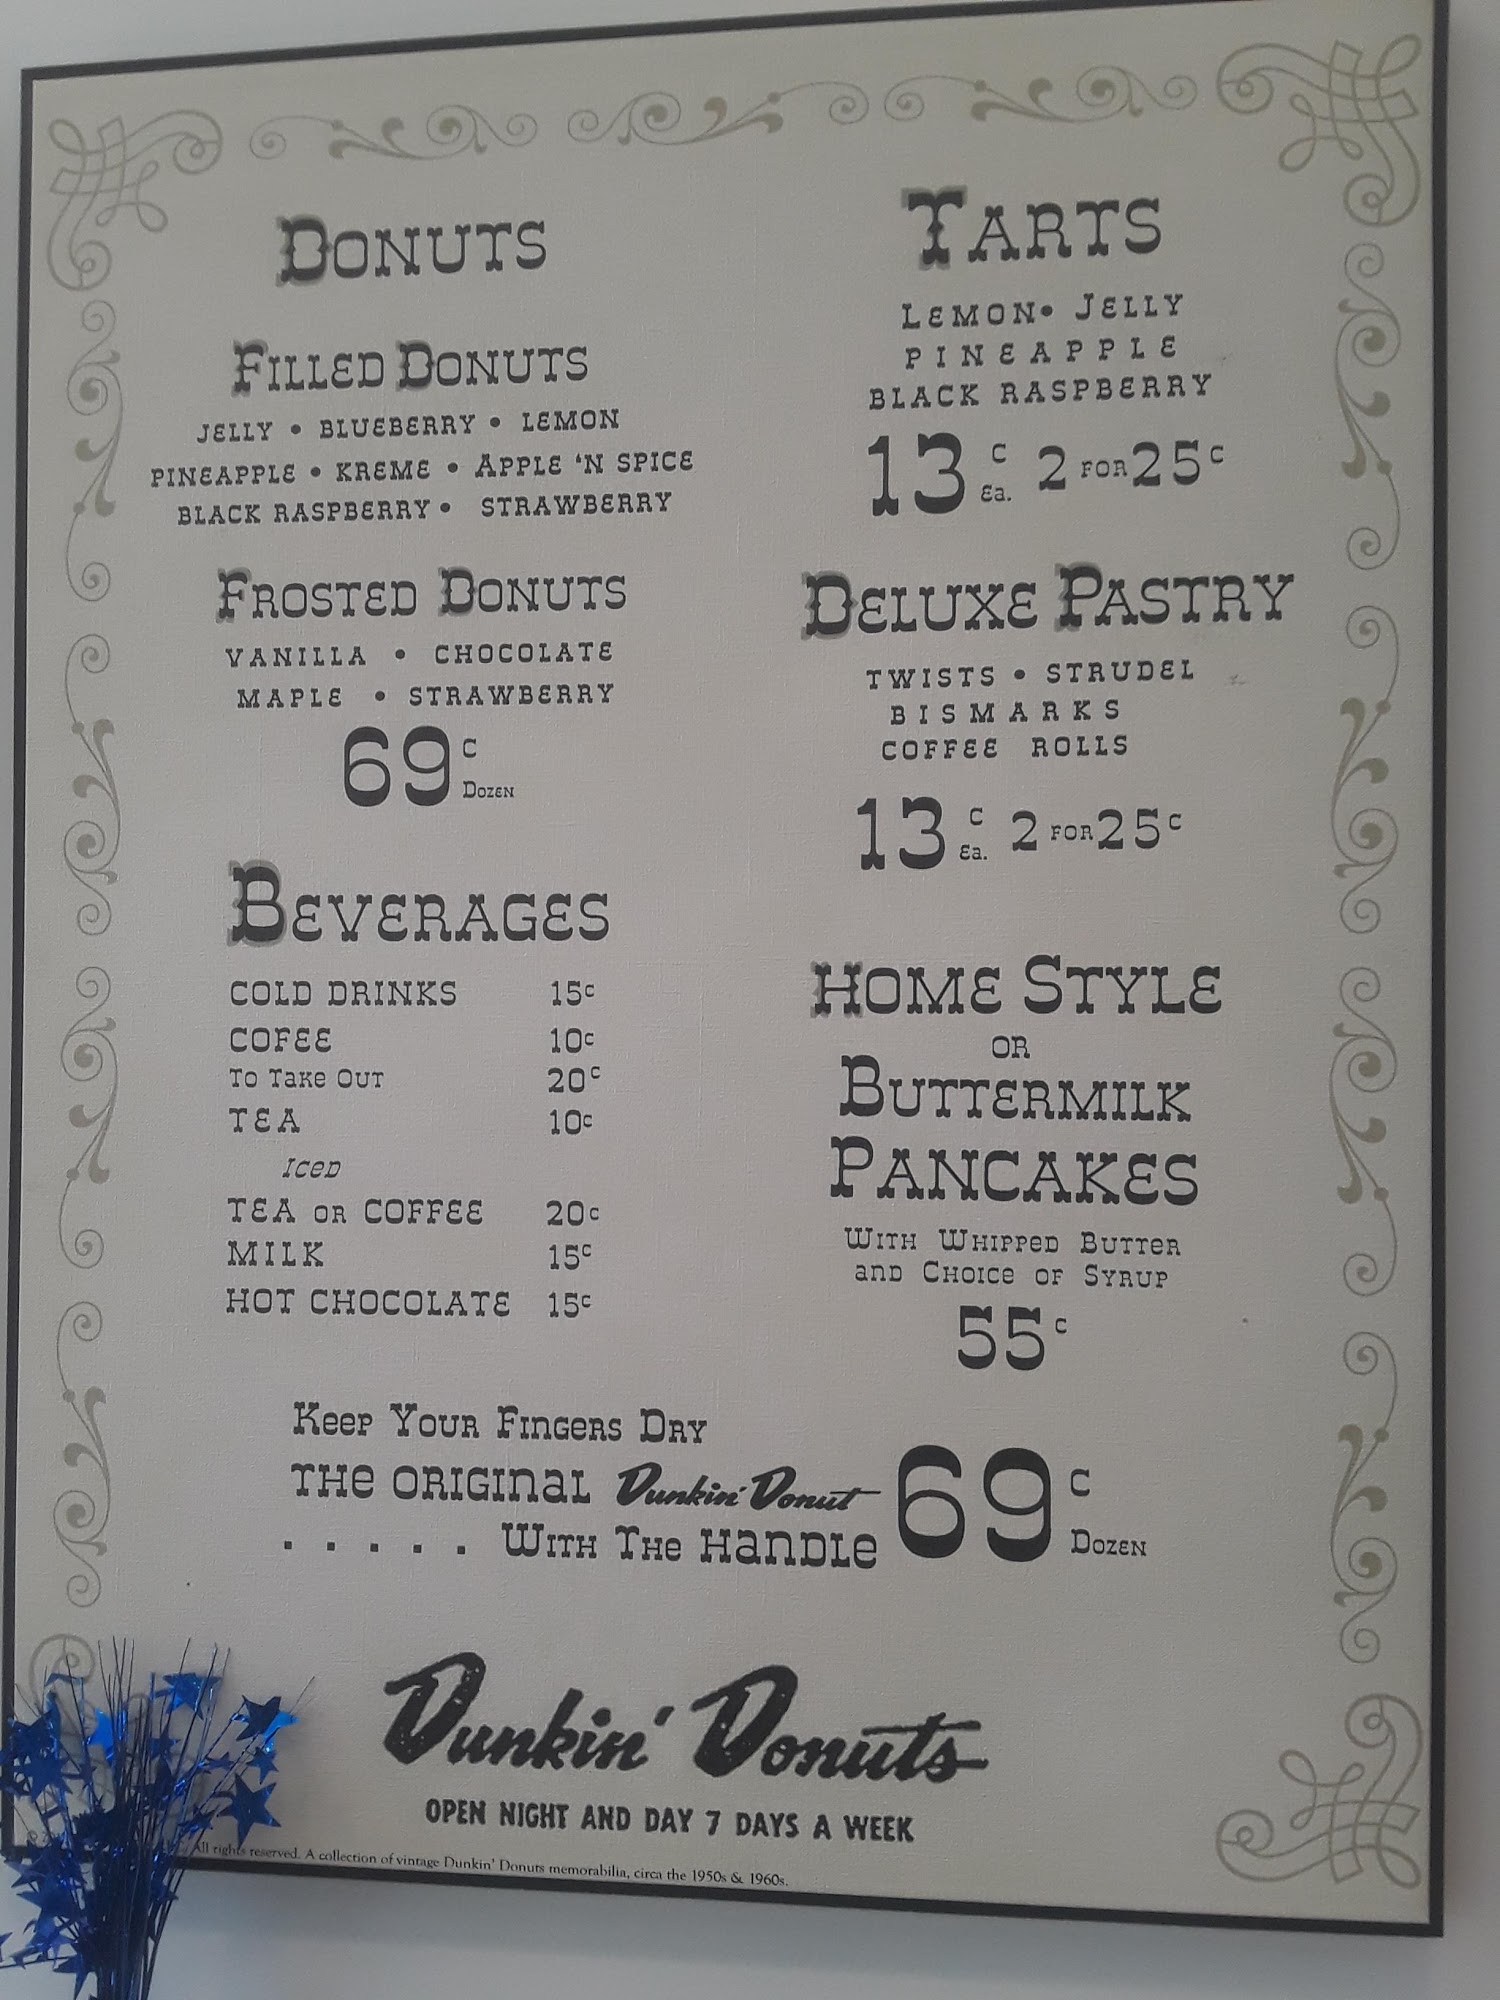 DONUTS
FILLED DONUTS
JELLY • BLUEBERRY • LEMON
PINEAPPLE • KREME • APPLE 'N SPICE
BLACK RASPBERRY • STRAWBERRY
FROSTED DONUTS
VANILLA • CHOCOLATE
MAPLE • STRAWBERRY
69c DOZEN
BEVERAGES
COLD DRINKS 15c
COFEE 10c
TO TAKE OUT 20c
TEA 10c
ICED
TEA OR COFFEE 20c
MILK 15c
HOT CHOCOLATE 15c
TARTS
LEMON • JELLY
PINEAPPLE
BLACK RASPBERRY
13c Ea. 2 FOR 25c
DELUXE PASTRY
TWISTS • STRUDEL
BISMARKS
COFFEE ROLLS
13c Ea. 2 FOR 25c
HOME STYLE
OR
BUTTERMILK
PANCAKES
WITH WHIPPED BUTTER
AND CHOICE OF SYRUP
55c
KEEP YOUR FINGERS DRY
THE ORIGINAL Dunkin' Donut
. . . . . WITH THE HANDLE
69c DOZEN
Dunkin' Donuts
OPEN NIGHT AND DAY 7 DAYS A WEEK
All rights reserved. A collection of vintage Dunkin' Donuts memorabilia, circa the 1950s & 1960s.